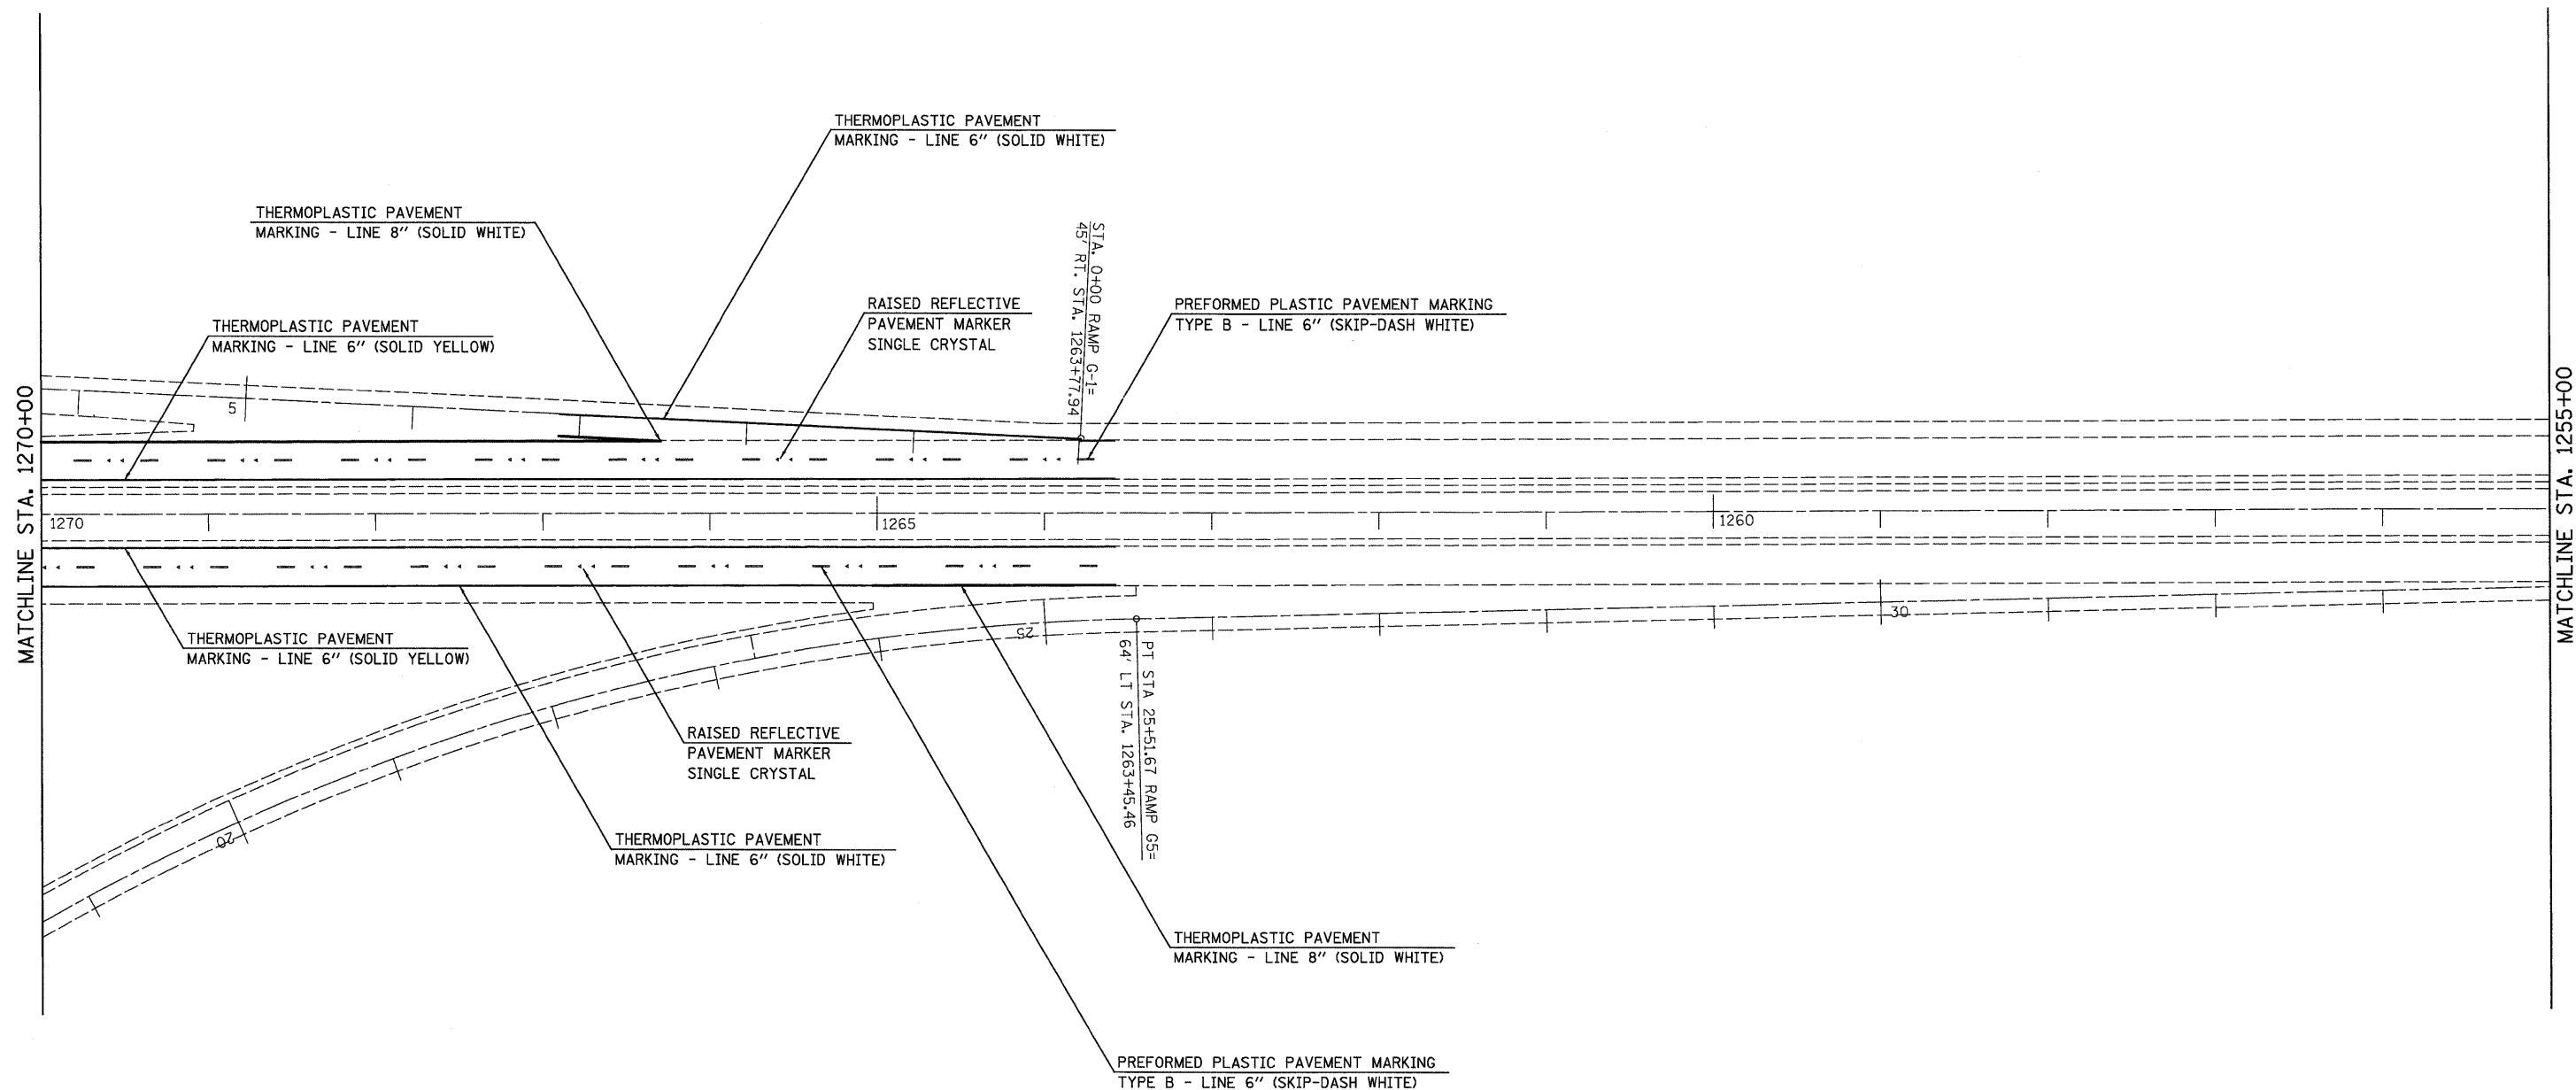 THERMOPLASTIC PAVEMENT
MARKING - LINE 6" (SOLID WHITE)
THERMOPLASTIC PAVEMENT
MARKING - LINE 8" (SOLID WHITE)
STA. 0+00 RAMP G-1=
45' RT. STA. 1263+77.94
RAISED REFLECTIVE
PAVEMENT MARKER
SINGLE CRYSTAL
PREFORMED PLASTIC PAVEMENT MARKING
TYPE B - LINE 6" (SKIP-DASH WHITE)
THERMOPLASTIC PAVEMENT
MARKING - LINE 6" (SOLID YELLOW)
MATCHLINE STA. 1270+00
5
MATCHLINE STA. 1255+00
1270
1265
1260
30
25
20
THERMOPLASTIC PAVEMENT
MARKING - LINE 6" (SOLID YELLOW)
PT STA 25+51.67 RAMP G5=
64' LT STA. 1263+45.46
RAISED REFLECTIVE
PAVEMENT MARKER
SINGLE CRYSTAL
THERMOPLASTIC PAVEMENT
MARKING - LINE 6" (SOLID WHITE)
THERMOPLASTIC PAVEMENT
MARKING - LINE 8" (SOLID WHITE)
PREFORMED PLASTIC PAVEMENT MARKING
TYPE B - LINE 6" (SKIP-DASH WHITE)